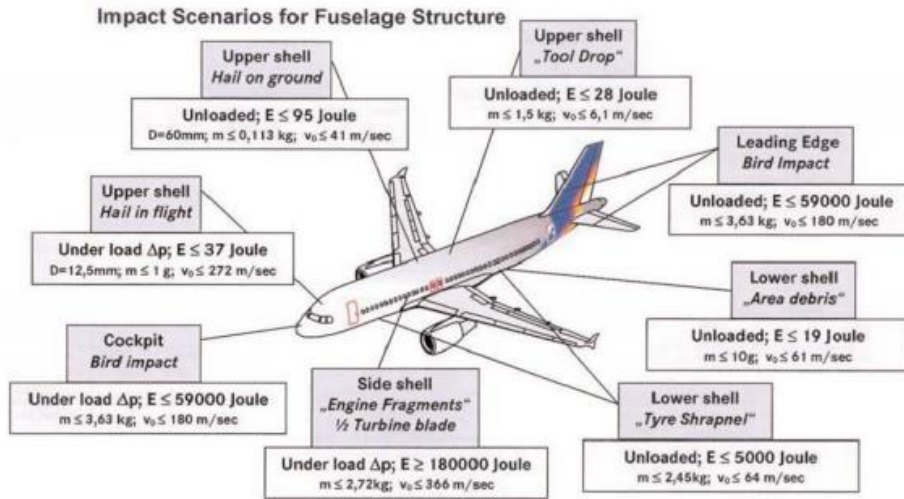 Impact Scenarios for Fuselage Structure
Upper shell
Hail on ground
Unloaded; E ≤ 95 Joule
D=60mm; m ≤ 0,113 kg; v₀ ≤ 41 m/sec
Upper shell
„Tool Drop“
Unloaded; E ≤ 28 Joule
m ≤ 1,5 kg; v₀ ≤ 6,1 m/sec
Leading Edge
Bird Impact
Unloaded; E ≤ 59000 Joule
m ≤ 3,63 kg; v₀ ≤ 180 m/sec
Upper shell
Hail in flight
Under load Δp; E ≤ 37 Joule
D=12,5mm; m ≤ 1 g; v₀ ≤ 272 m/sec
Lower shell
„Area debris“
Unloaded; E ≤ 19 Joule
m ≤ 10g; v₀ ≤ 61 m/sec
Cockpit
Bird impact
Under load Δp; E ≤ 59000 Joule
m ≤ 3,63 kg; v₀ ≤ 180 m/sec
Side shell
„Engine Fragments“
½ Turbine blade
Under load Δp; E ≥ 180000 Joule
m ≤ 2,72kg; v₀ ≤ 366 m/sec
Lower shell
„Tyre Shrapnel“
Unloaded; E ≤ 5000 Joule
m ≤ 2,45kg; v₀ ≤ 64 m/sec